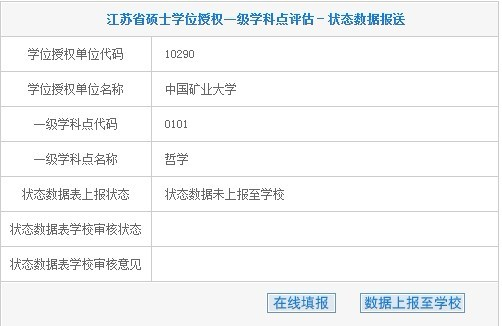 江苏省硕士学位授权一级学科点评估－状态数据报送
学位授权单位代码 10290
学位授权单位名称 中国矿业大学
一级学科点代码 0101
一级学科点名称 哲学
状态数据表上报状态 状态数据未上报至学校
状态数据表学校审核状态
状态数据表学校审核意见
在线填报 数据上报至学校